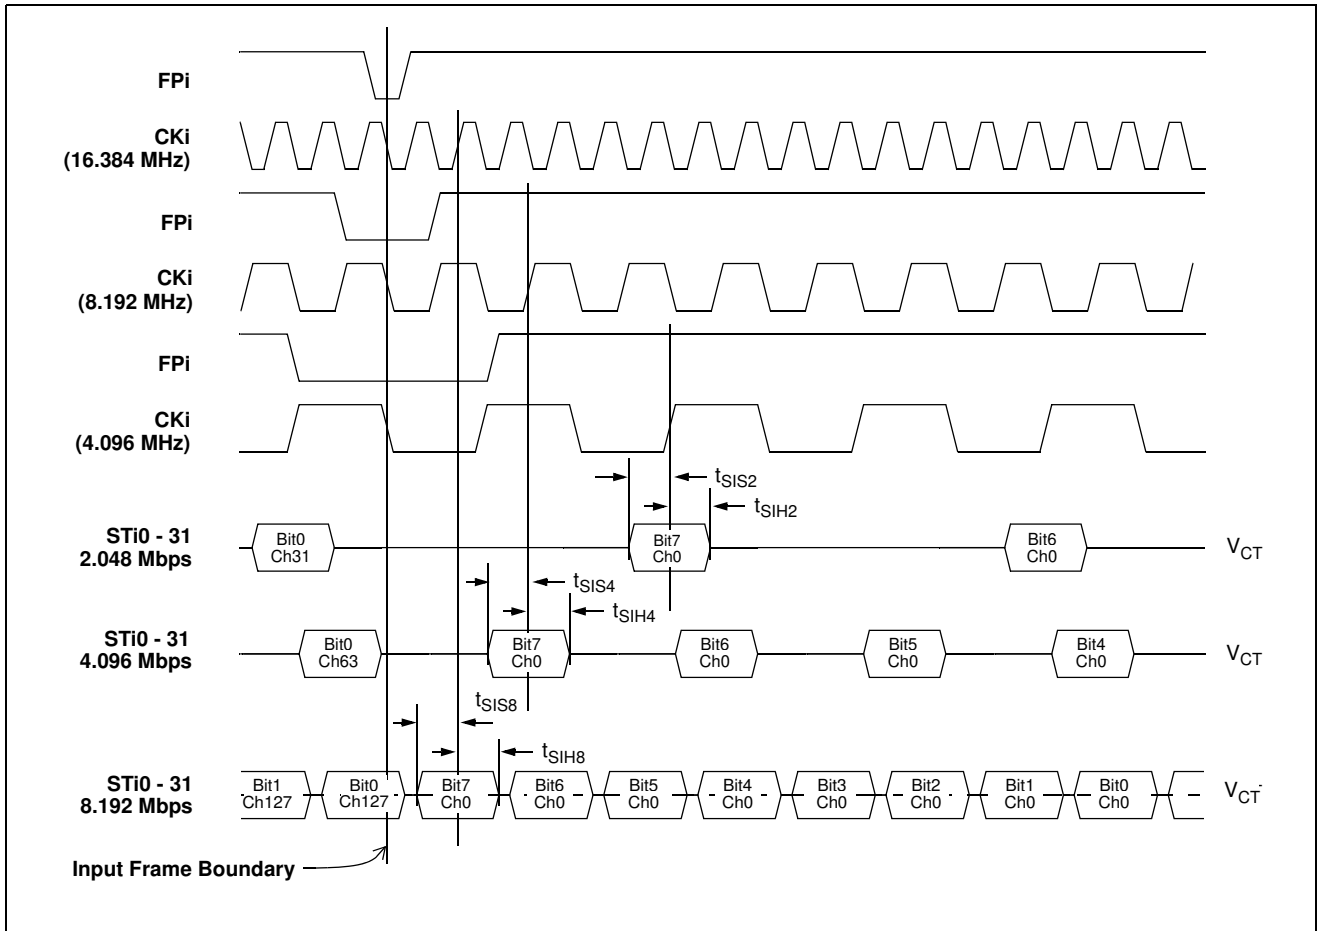 FPi
CKi
(16.384 MHz)
FPi
CKi
(8.192 MHz)
FPi
CKi
(4.096 MHz)
tSIS2
tSIH2
STi0 - 31
2.048 Mbps
Bit0
Ch31
Bit7
Ch0
Bit6
Ch0
VCT
tSIS4
tSIH4
STi0 - 31
4.096 Mbps
Bit0
Ch63
Bit7
Ch0
Bit6
Ch0
Bit5
Ch0
Bit4
Ch0
VCT
tSIS8
tSIH8
STi0 - 31
8.192 Mbps
Bit1
Ch127
Bit0
Ch127
Bit7
Ch0
Bit6
Ch0
Bit5
Ch0
Bit4
Ch0
Bit3
Ch0
Bit2
Ch0
Bit1
Ch0
Bit0
Ch0
VCT
Input Frame Boundary